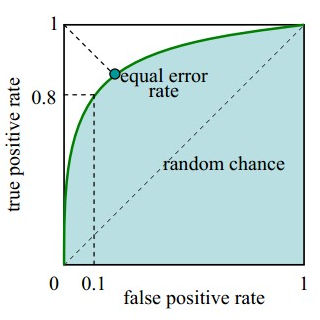 1
equal error
rate
0.8
true positive rate
random chance
0
0.1
1
false positive rate